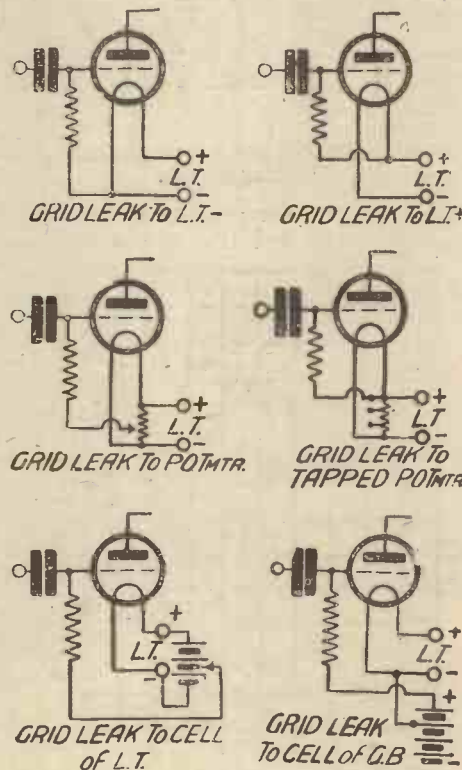 +
L.T.
-
GRID LEAK TO L.T.-
+
L.T.
-
GRID LEAK TO L.T.+
+
L.T.
-
GRID LEAK TO POTMTR.
+
L.T.
-
GRID LEAK TO
TAPPED POTMTR.
+
L.T.
-
GRID LEAK TO CELL
OF L.T.
+
L.T.
-
+
-
GRID LEAK
TO CELL OF G.B